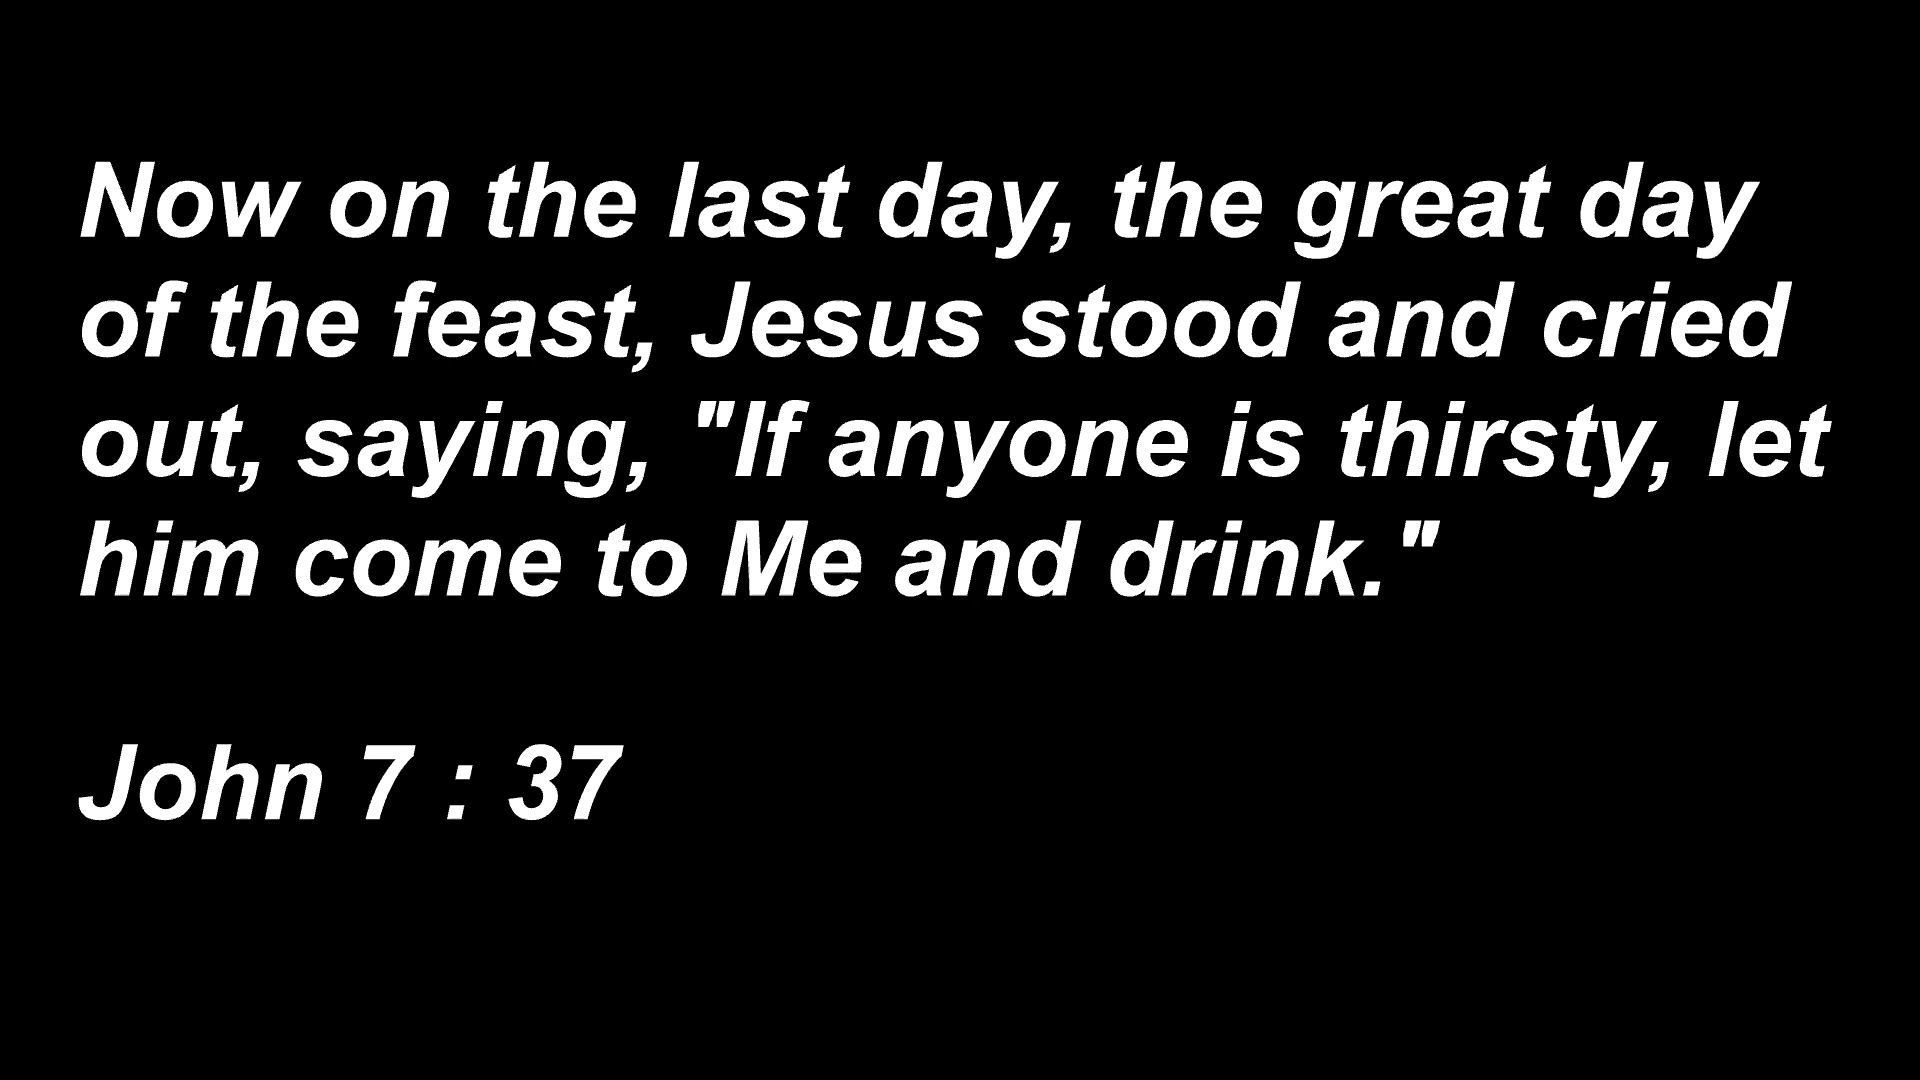 Now on the last day, the great day
of the feast, Jesus stood and cried
out, saying, "If anyone is thirsty, let
him come to Me and drink."
John 7 : 37